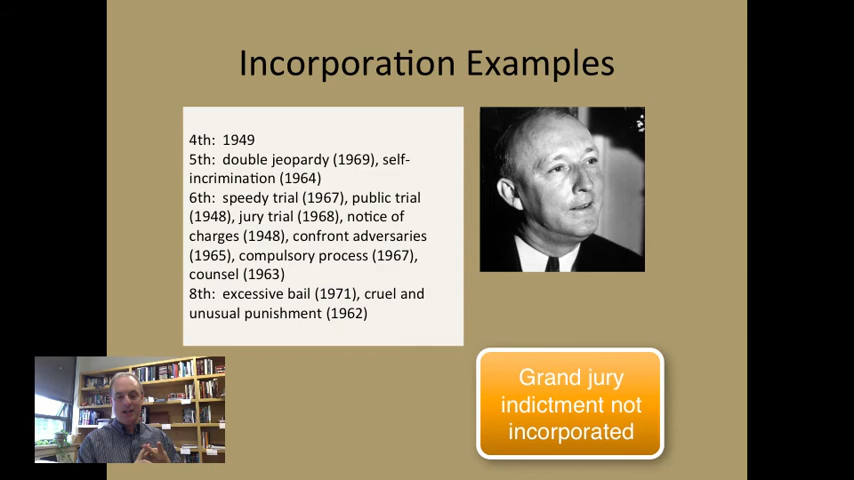 Incorporation Examples
4th:  1949
5th:  double jeopardy (1969), self-
incrimination (1964)
6th:  speedy trial (1967), public trial
(1948), jury trial (1968), notice of
charges (1948), confront adversaries
(1965), compulsory process (1967),
counsel (1963)
8th:  excessive bail (1971), cruel and
unusual punishment (1962)
Grand jury
indictment not
incorporated